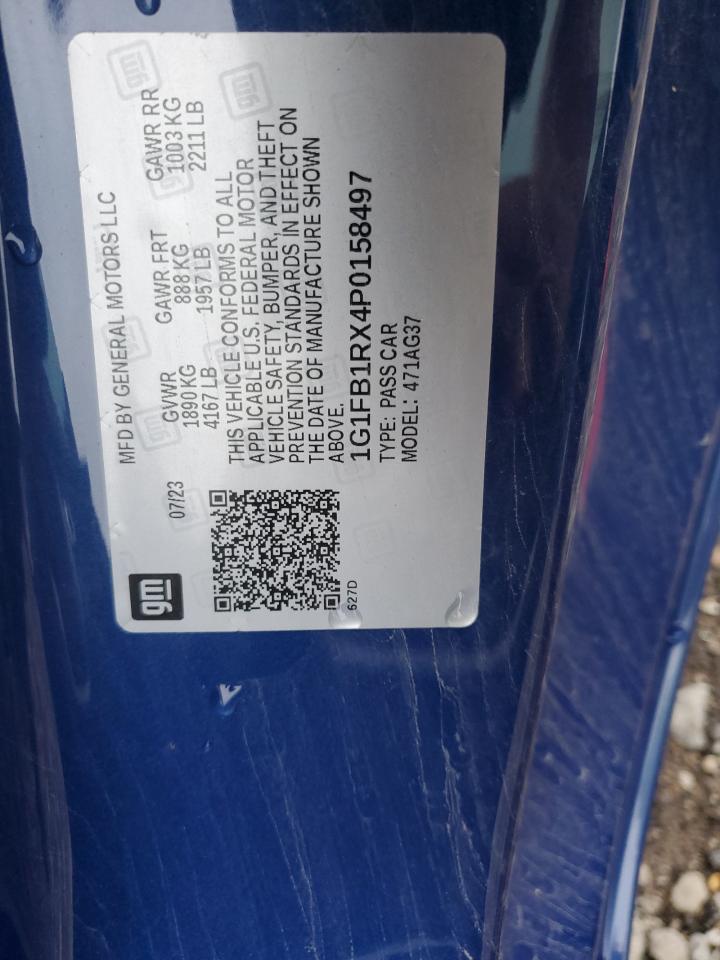 MFD BY GENERAL MOTORS LLC
gm
07/23
GVWR GAWR FRT GAWR RR
1890 KG 888 KG 1003 KG
4167 LB 1957 LB 2211 LB
THIS VEHICLE CONFORMS TO ALL
APPLICABLE U.S. FEDERAL MOTOR
VEHICLE SAFETY, BUMPER, AND THEFT
PREVENTION STANDARDS IN EFFECT ON
THE DATE OF MANUFACTURE SHOWN
ABOVE.
1G1FB1RX4P0158497
627D
TYPE: PASS CAR
MODEL: 471AG37